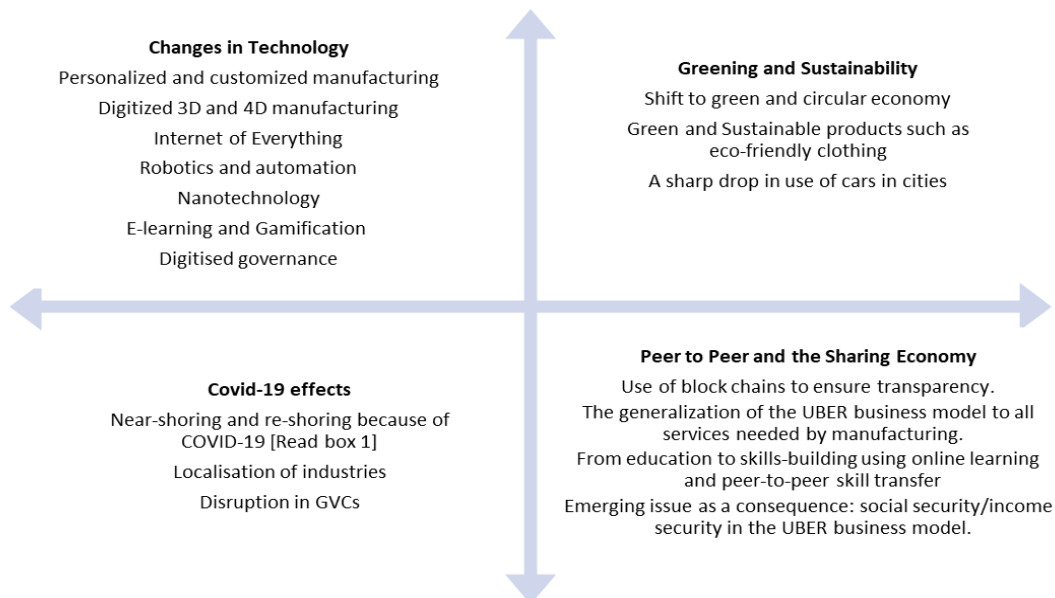 Changes in Technology
Personalized and customized manufacturing
Digitized 3D and 4D manufacturing
Internet of Everything
Robotics and automation
Nanotechnology
E-learning and Gamification
Digitised governance
Greening and Sustainability
Shift to green and circular economy
Green and Sustainable products such as
eco-friendly clothing
A sharp drop in use of cars in cities
Covid-19 effects
Near-shoring and re-shoring because of
COVID-19 [Read box 1]
Localisation of industries
Disruption in GVCs
Peer to Peer and the Sharing Economy
Use of block chains to ensure transparency.
The generalization of the UBER business model to all
services needed by manufacturing.
From education to skills-building using online learning
and peer-to-peer skill transfer
Emerging issue as a consequence: social security/income
security in the UBER business model.